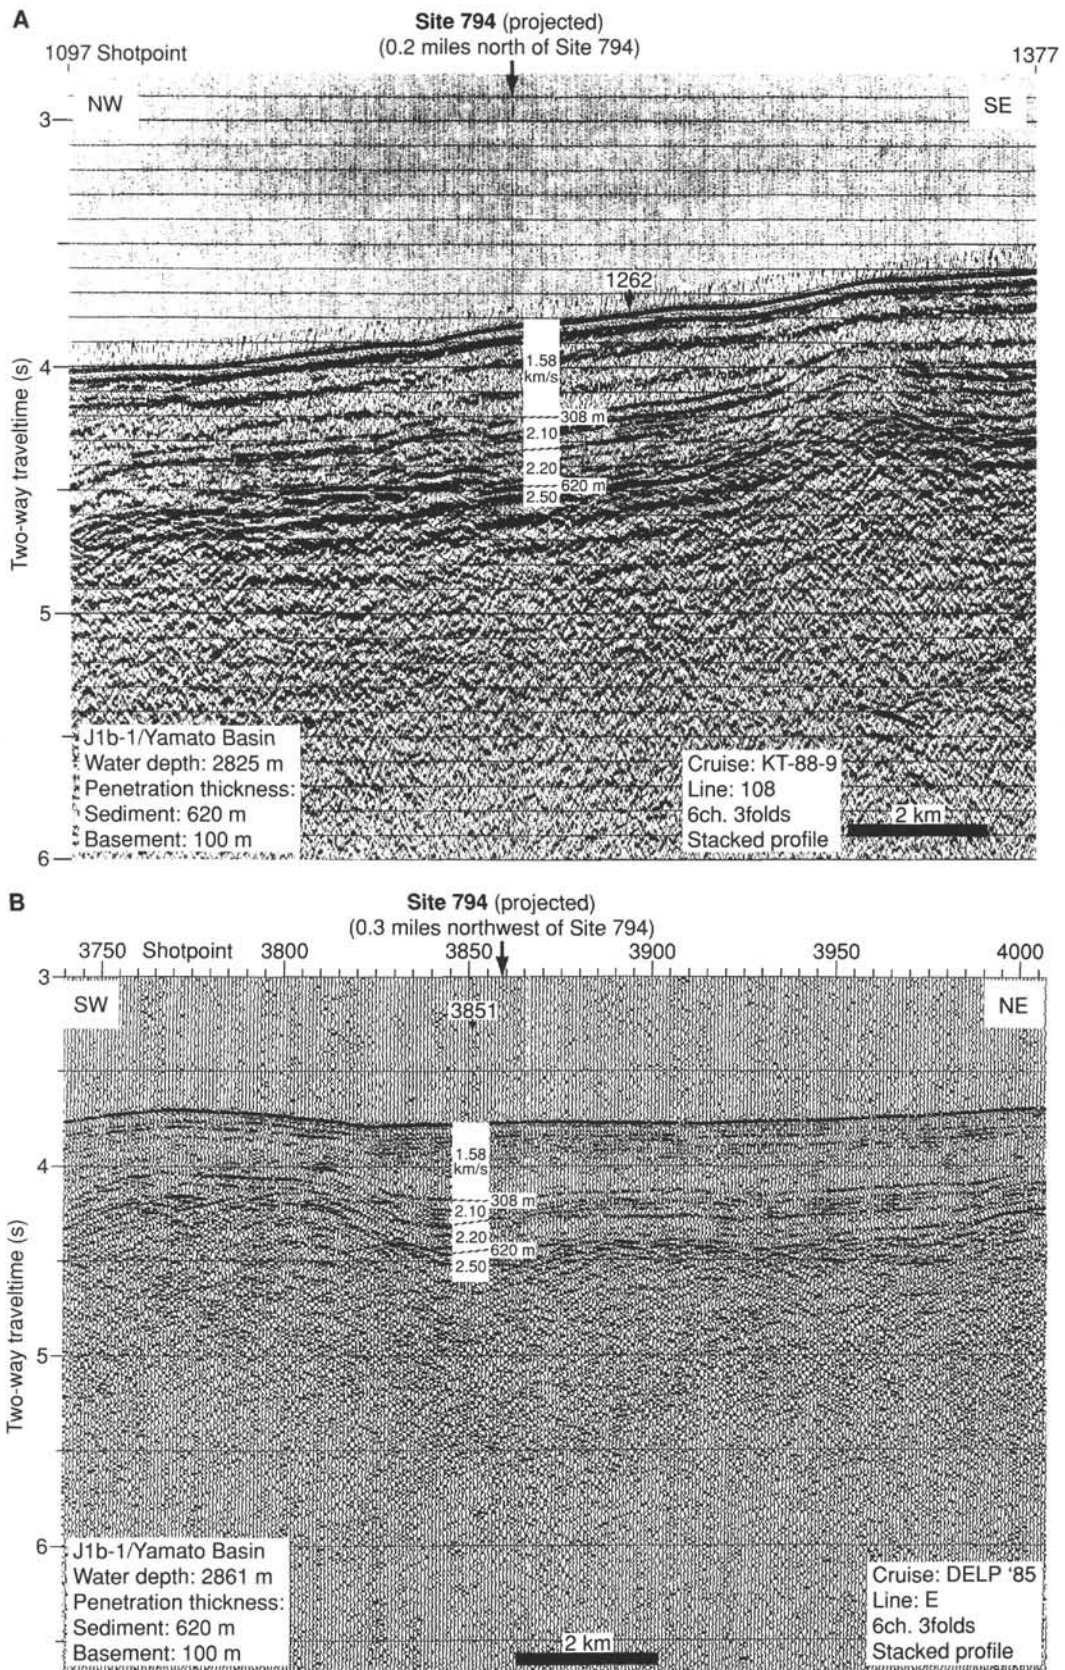 A
Site 794 (projected)
(0.2 miles north of Site 794)
1097 Shotpoint
1377
NW
SE
3
1262
4
1.58
km/s
308 m
2.10
2.20
620 m
2.50
Two-way traveltime (s)
5
J1b-1/Yamato Basin
Water depth: 2825 m
Penetration thickness:
Sediment: 620 m
Basement: 100 m
Cruise: KT-88-9
Line: 108
6ch. 3folds
Stacked profile
2 km
6
B
Site 794 (projected)
(0.3 miles northwest of Site 794)
3750 Shotpoint 3800 3850 3900 3950 4000
3
SW
NE
3851
4
1.58
km/s
308 m
2.10
2.20
620 m
2.50
Two-way traveltime (s)
5
6
J1b-1/Yamato Basin
Water depth: 2861 m
Penetration thickness:
Sediment: 620 m
Basement: 100 m
Cruise: DELP '85
Line: E
6ch. 3folds
Stacked profile
2 km